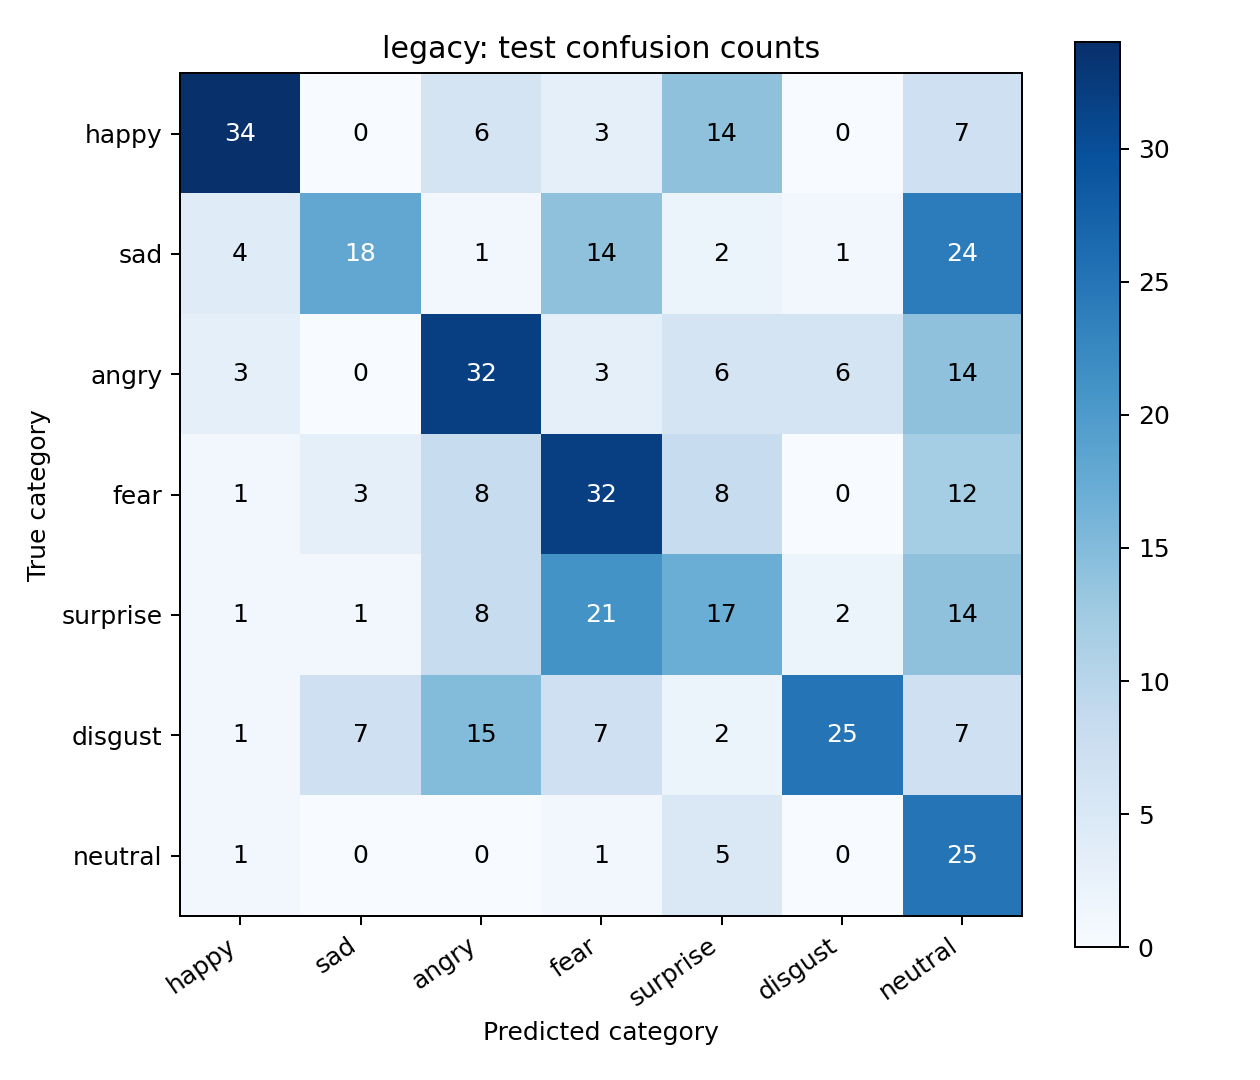 legacy: test confusion counts
True category
happy 34 0 6 3 14 0 7
sad 4 18 1 14 2 1 24
angry 3 0 32 3 6 6 14
fear 1 3 8 32 8 0 12
surprise 1 1 8 21 17 2 14
disgust 1 7 15 7 2 25 7
neutral 1 0 0 1 5 0 25
happy sad angry fear surprise disgust neutral
Predicted category
30
25
20
15
10
5
0